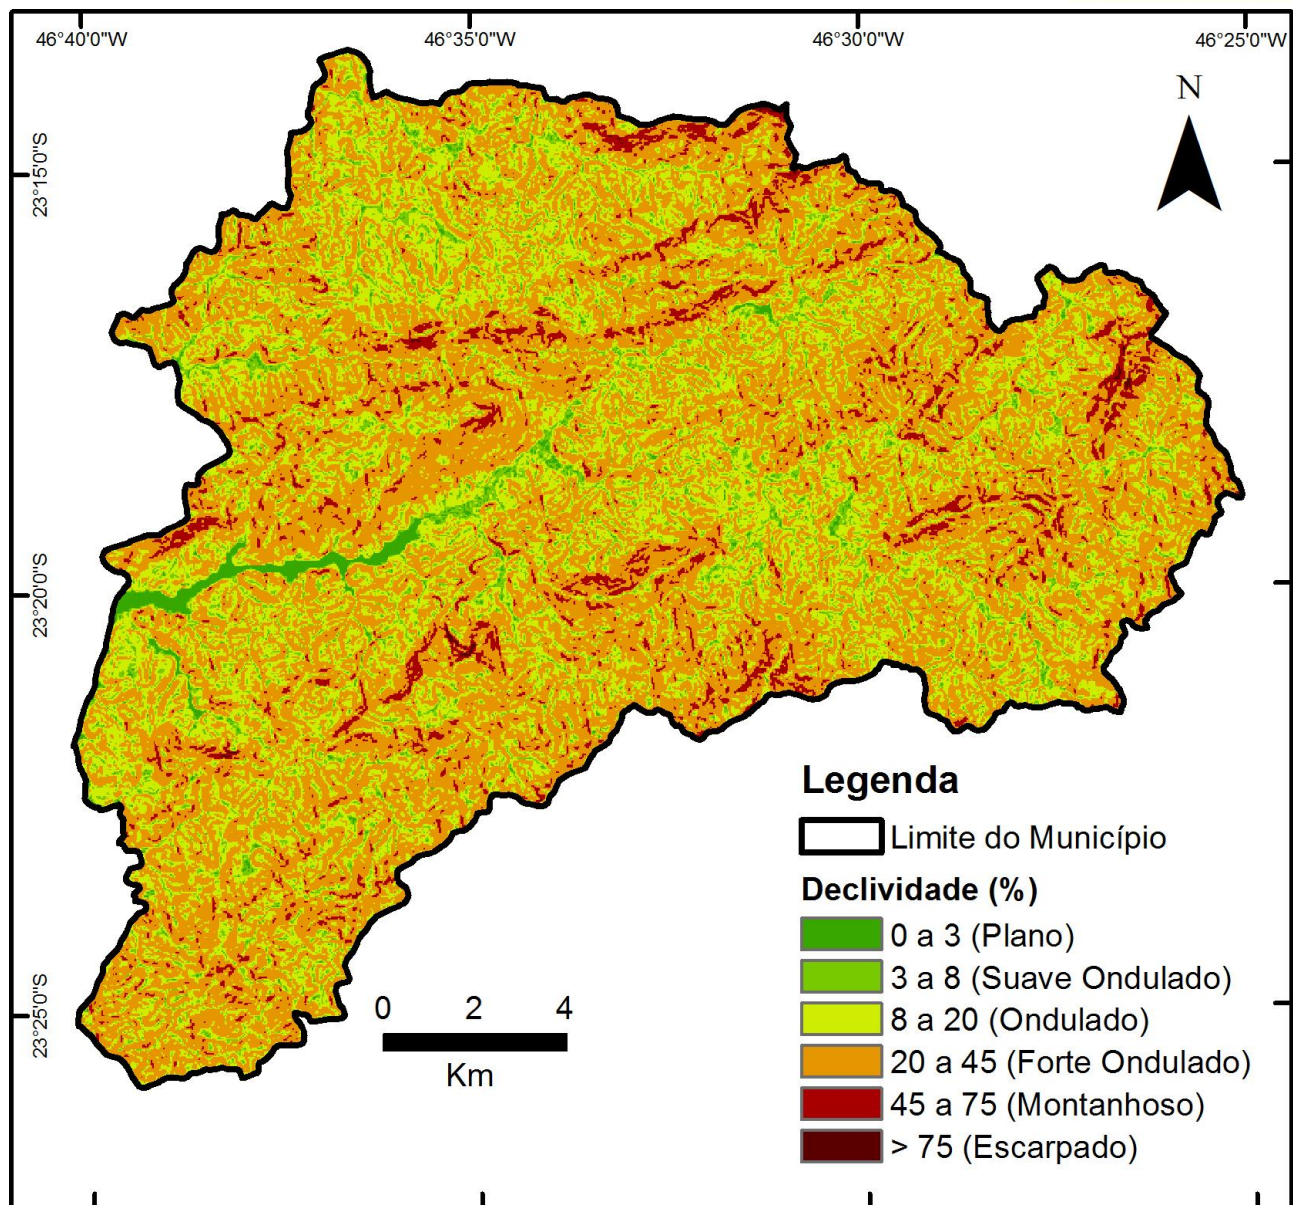 46°40'0"W 46°35'0"W 46°30'0"W 46°25'0"W
N
23°15'0"S
23°20'0"S
23°25'0"S
Legenda
Limite do Município
Declividade (%)
0 a 3 (Plano)
3 a 8 (Suave Ondulado)
8 a 20 (Ondulado)
20 a 45 (Forte Ondulado)
45 a 75 (Montanhoso)
> 75 (Escarpado)
0 2 4
Km